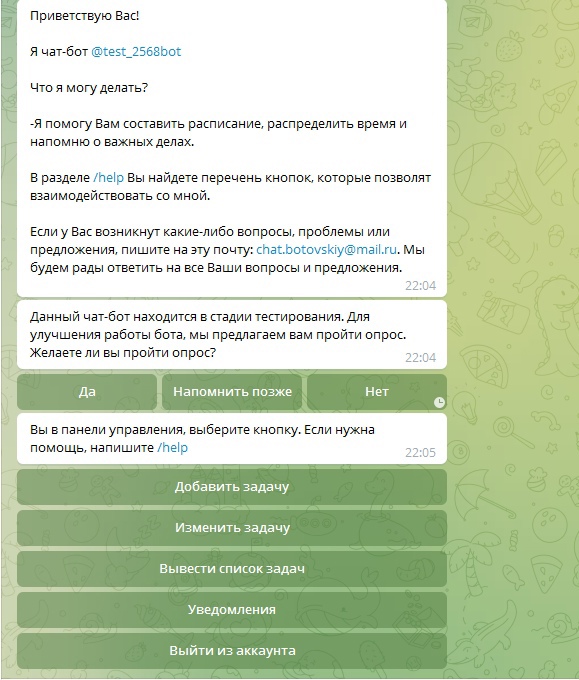 Приветствую Вас!
Я чат-бот @test_2568bot
Что я могу делать?
-Я помогу Вам составить расписание, распределить время и
напомню о важных делах.
В разделе /help Вы найдете перечень кнопок, которые позволят
взаимодействовать со мной.
Если у Вас возникнут какие-либо вопросы, проблемы или
предложения, пишите на эту почту: chat.botovskiy@mail.ru. Мы
будем рады ответить на все Ваши вопросы и предложения.
22:04
Данный чат-бот находится в стадии тестирования. Для
улучшения работы бота, мы предлагаем вам пройти опрос.
Желаете ли вы пройти опрос?
22:04
Да Напомнить позже Нет
Вы в панели управления, выберите кнопку. Если нужна
помощь, напишите /help
22:05
Добавить задачу
Изменить задачу
Вывести список задач
Уведомления
Выйти из аккаунта